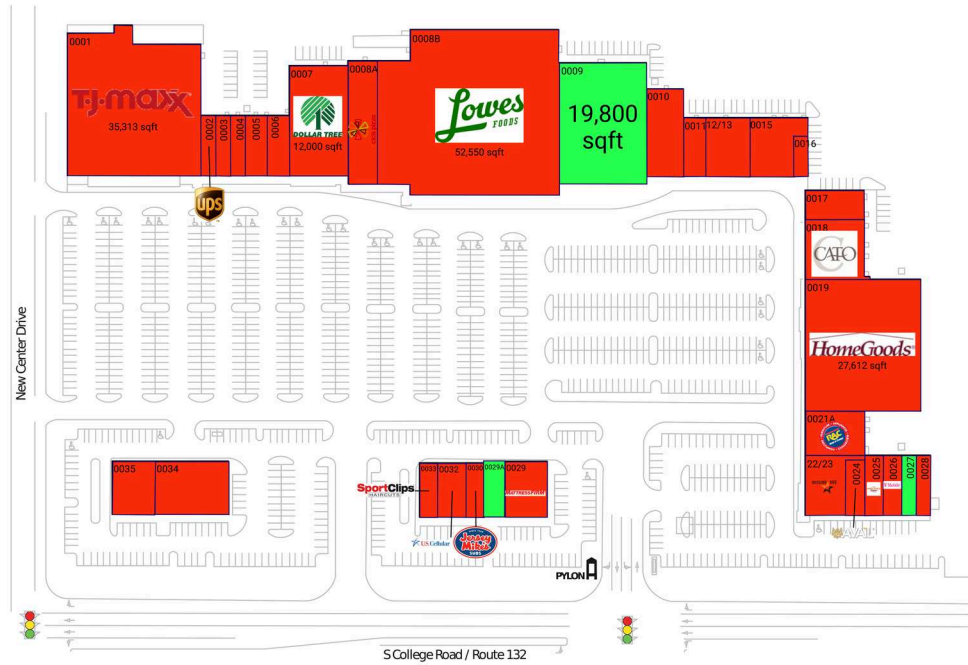 0001
T·J·maxx
35,313 sqft
0002
0003
0004
0005
0006
ups
0007
DOLLAR TREE
12,000 sqft
0008A
0008B
Lowes
FOODS
52,550 sqft
0009
19,800
sqft
0010
0011
12/13
0015
0016
0017
0018
CATO
0019
HomeGoods
27,612 sqft
0021A
RAC
22/23
0024
0025
0026
0027
0028
NAVAL
New Center Drive
0035
0034
0033
0032
0030
0029A
0029
SportClips
HAIRCUTS
MATTRESSFIRM
US Cellular
Jersey
Mike's
SUBS
PYLON
S College Road / Route 132